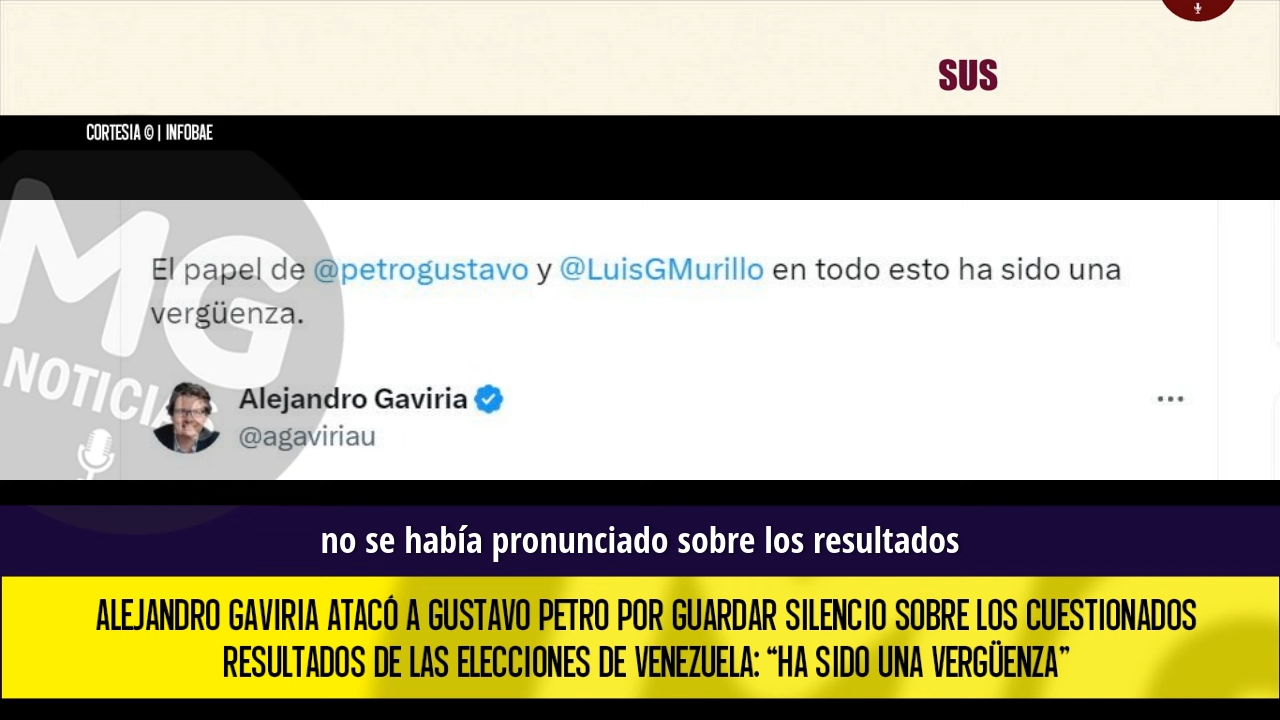 SUS
CORTESIA © | INFOBAE
El papel de @petrogustavo y @LuisGMurillo en todo esto ha sido una
vergüenza.
MG
NOTICIAS
Alejandro Gaviria
@agaviriau
no se había pronunciado sobre los resultados
ALEJANDRO GAVIRIA ATACÓ A GUSTAVO PETRO POR GUARDAR SILENCIO SOBRE LOS CUESTIONADOS
RESULTADOS DE LAS ELECCIONES DE VENEZUELA: “HA SIDO UNA VERGÜENZA”